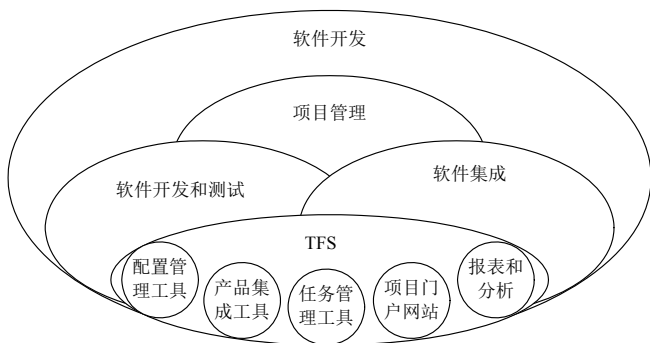 软件开发
项目管理
软件开发和测试
软件集成
TFS
配置管
理工具
产品集
成工具
任务管
理工具
项目门
户网站
报表和
分析